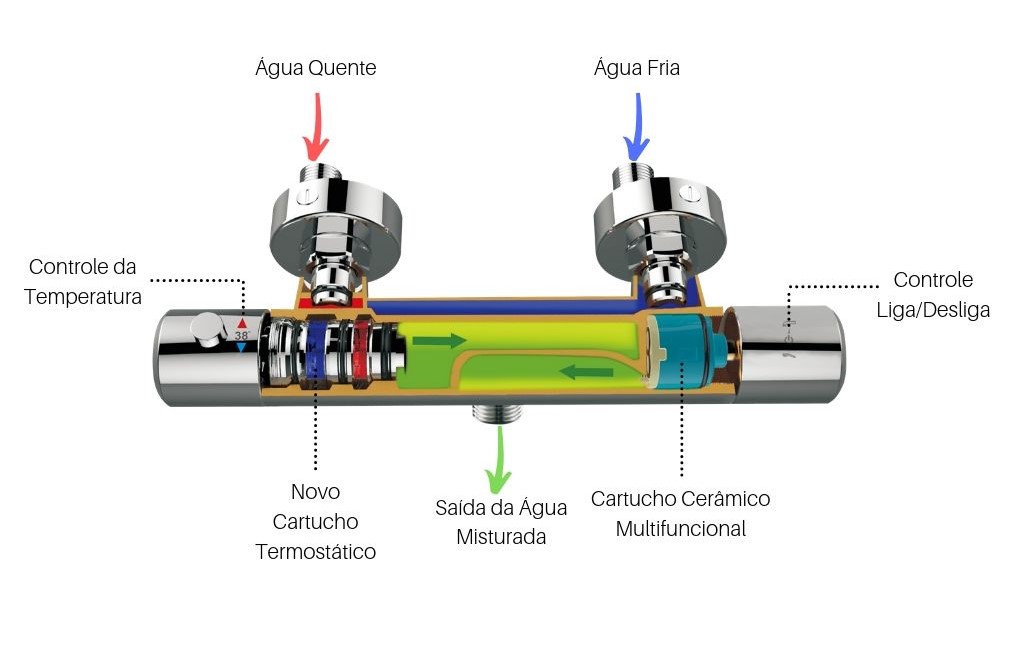 Água Quente
Água Fria
Controle da
Temperatura
Controle
Liga/Desliga
38°
Novo
Cartucho
Termostático
Saída da Água
Misturada
Cartucho Cerâmico
Multifuncional